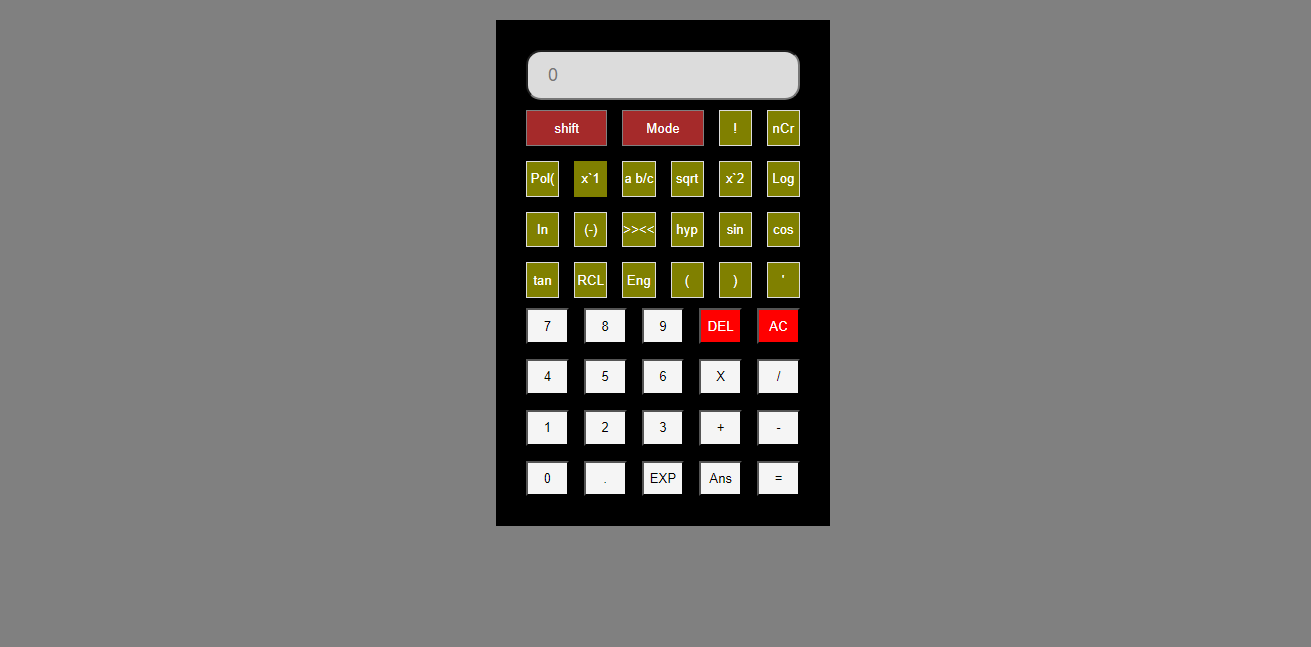 0
shift Mode ! nCr
Pol( x`1 a b/c sqrt x`2 Log
In (-) >><< hyp sin cos
tan RCL Eng ( ) '
7 8 9 DEL AC
4 5 6 X /
1 2 3 + -
0 . EXP Ans =